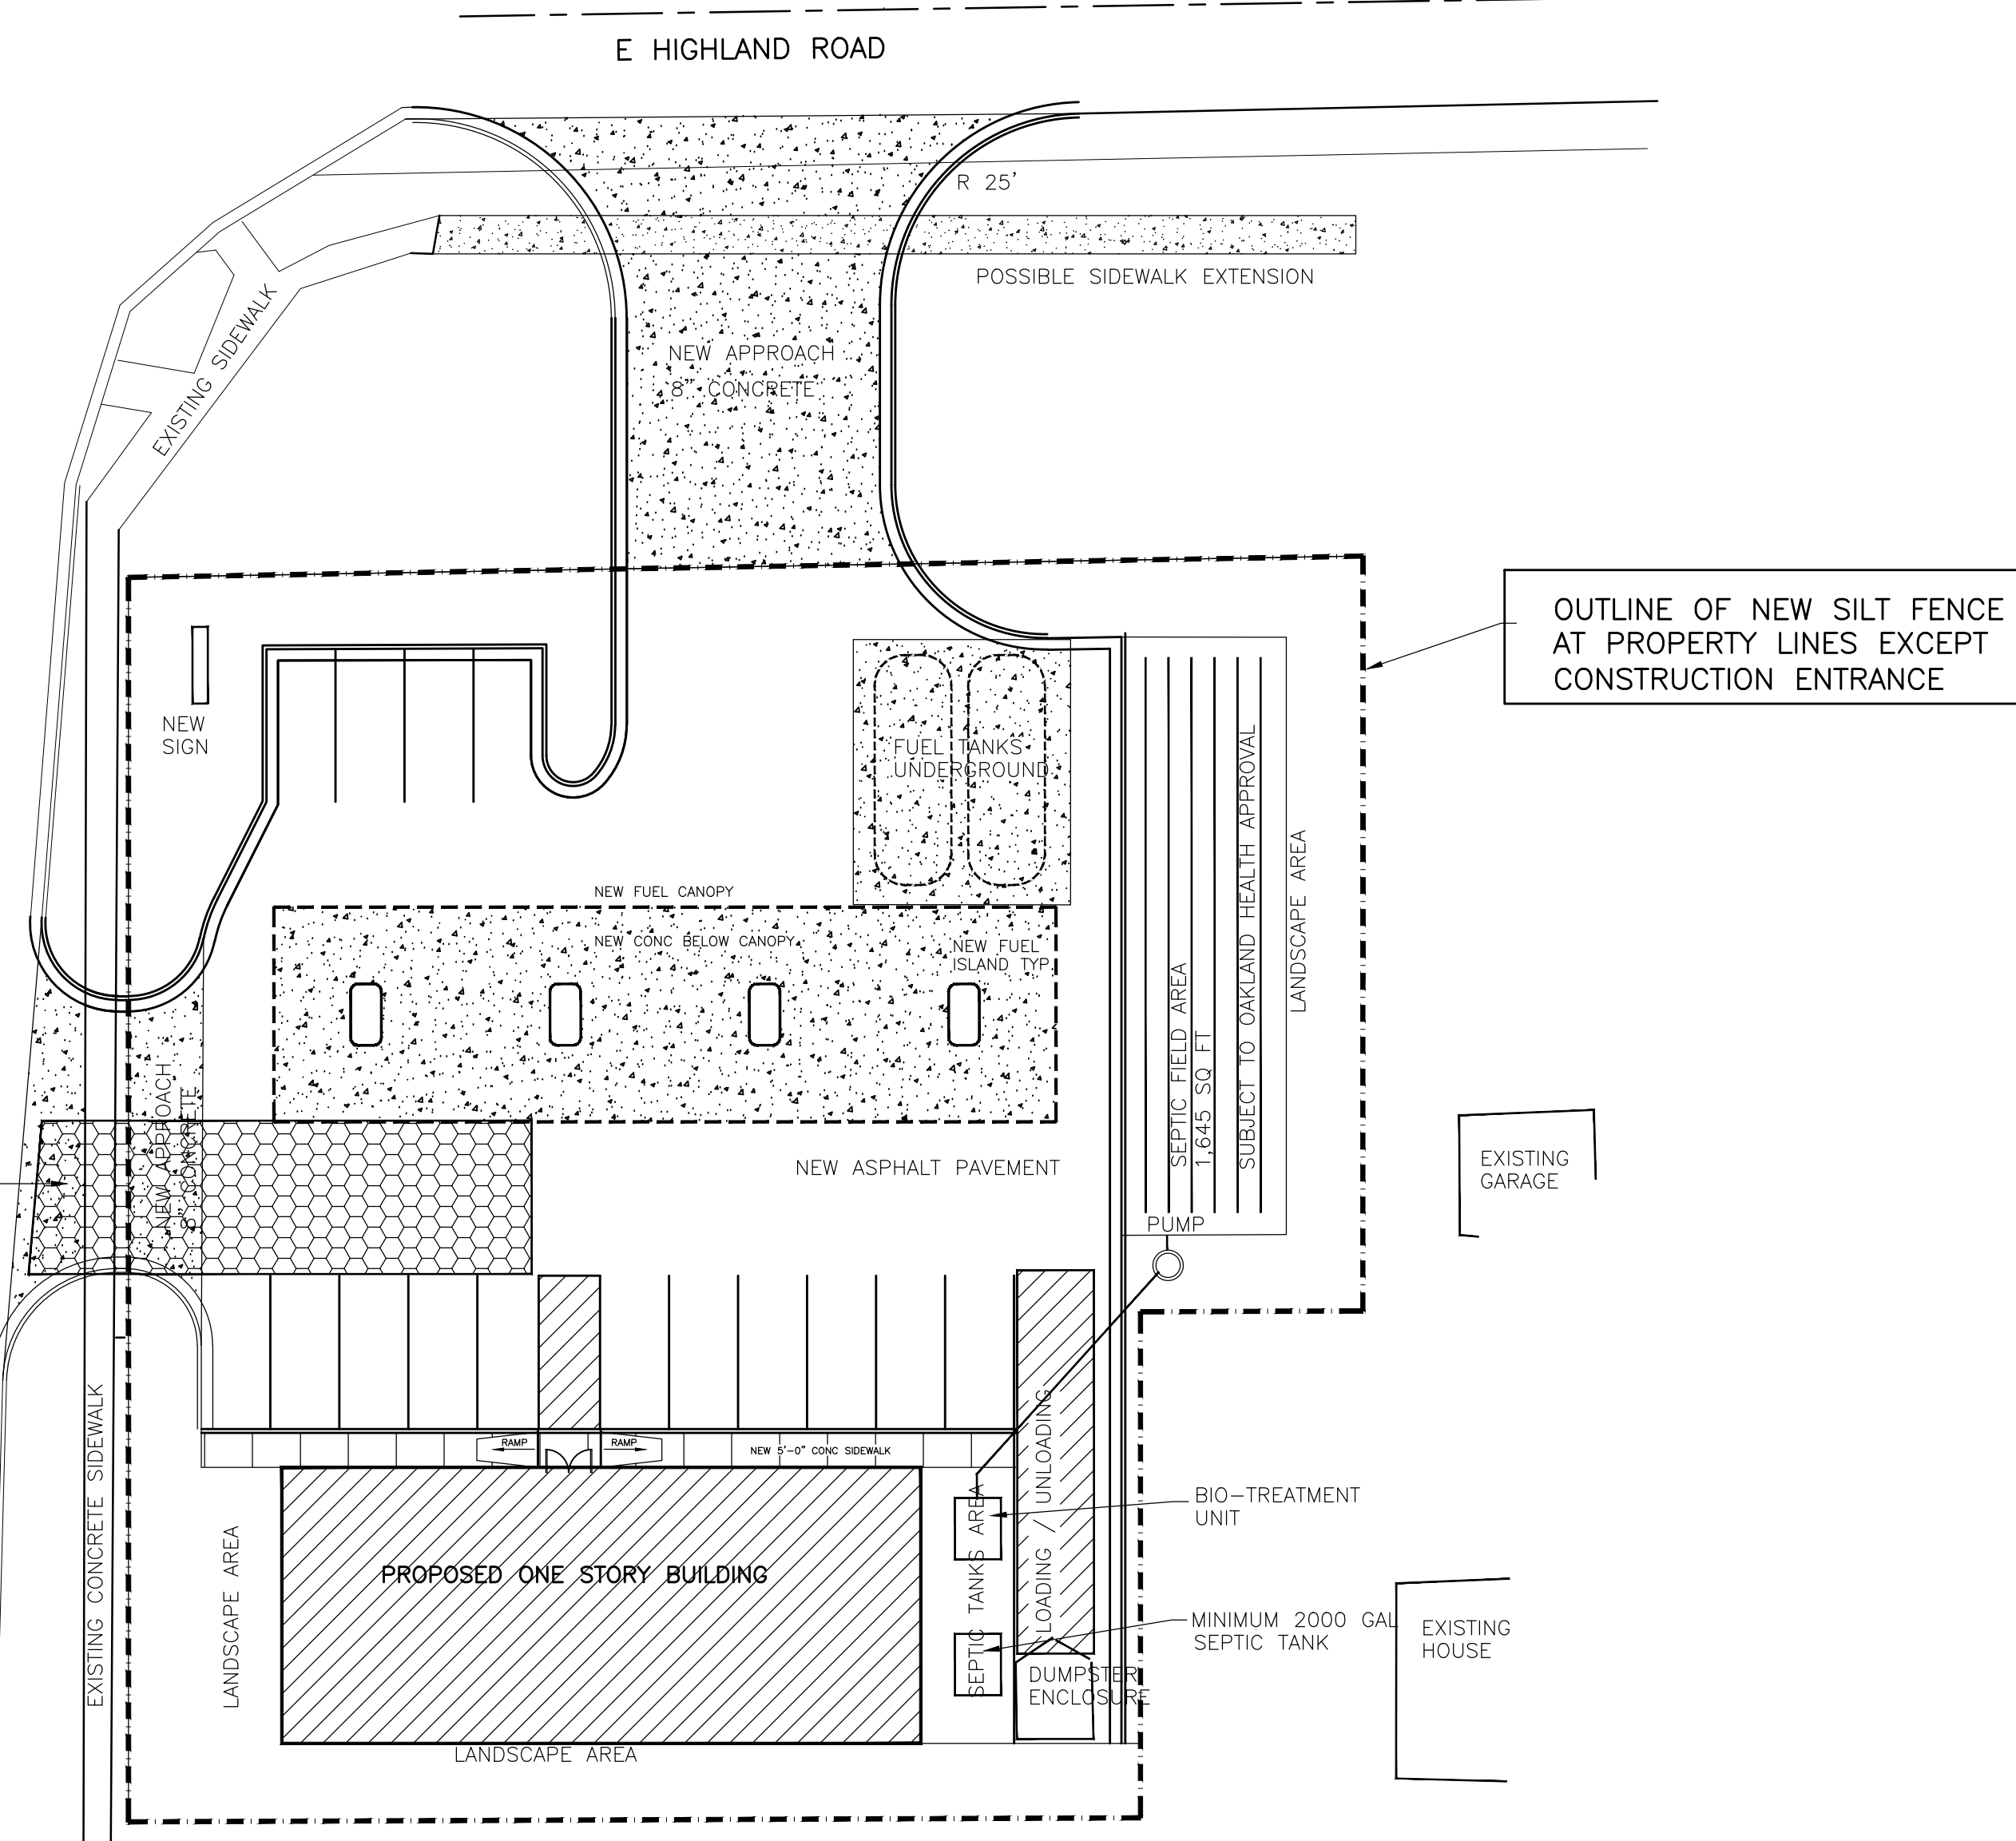 E HIGHLAND ROAD
R 25'
POSSIBLE SIDEWALK EXTENSION
EXISTING SIDEWALK
NEW APPROACH
8" CONCRETE
OUTLINE OF NEW SILT FENCE
AT PROPERTY LINES EXCEPT
CONSTRUCTION ENTRANCE
NEW
SIGN
FUEL TANKS
UNDERGROUND
SEPTIC FIELD AREA
1,645 SQ FT
SUBJECT TO OAKLAND HEALTH APPROVAL
LANDSCAPE AREA
NEW FUEL CANOPY
NEW CONC BELOW CANOPY
NEW FUEL
ISLAND TYP.
NEW APPROACH
8" CONCRETE
NEW ASPHALT PAVEMENT
EXISTING
GARAGE
PUMP
EXISTING CONCRETE SIDEWALK
RAMP
RAMP
NEW 5'-0" CONC SIDEWALK
LOADING / UNLOADING
SEPTIC TANKS AREA
BIO-TREATMENT
UNIT
LANDSCAPE AREA
PROPOSED ONE STORY BUILDING
MINIMUM 2000 GAL
SEPTIC TANK
EXISTING
HOUSE
DUMPSTER
ENCLOSURE
LANDSCAPE AREA